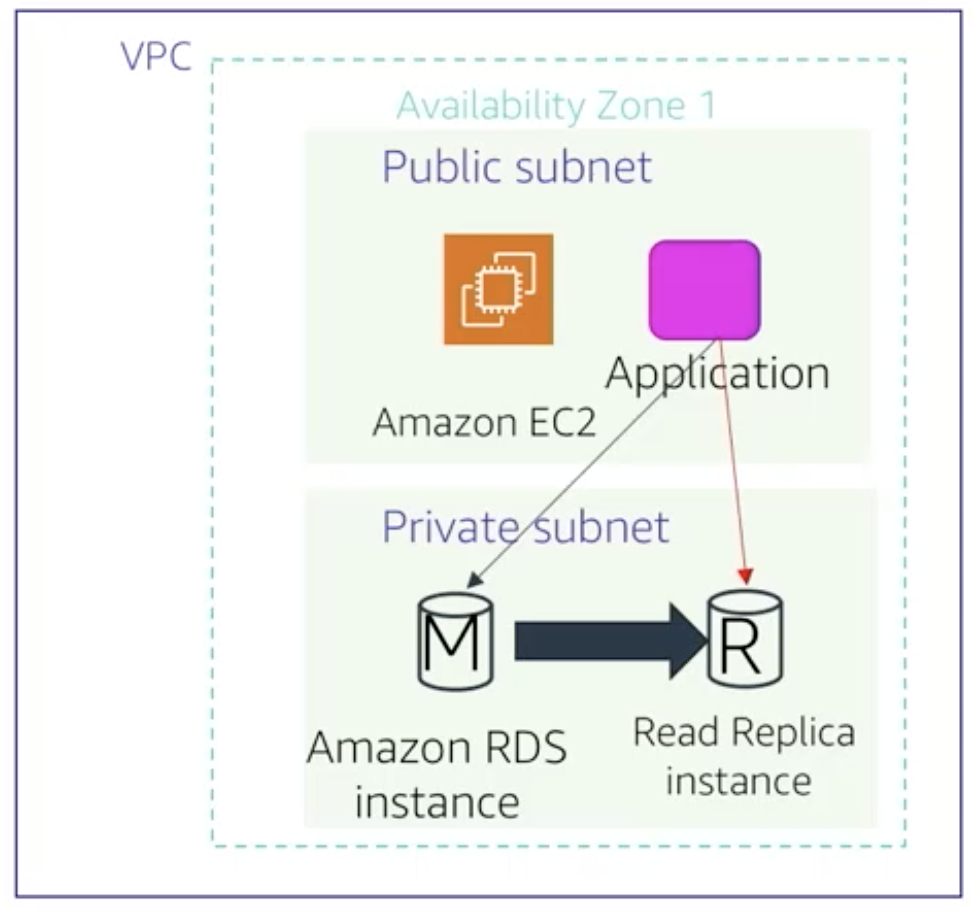 VPC
Availability Zone 1
Public subnet
Application
Amazon EC2
Private subnet
M
R
Amazon RDS
instance
Read Replica
instance